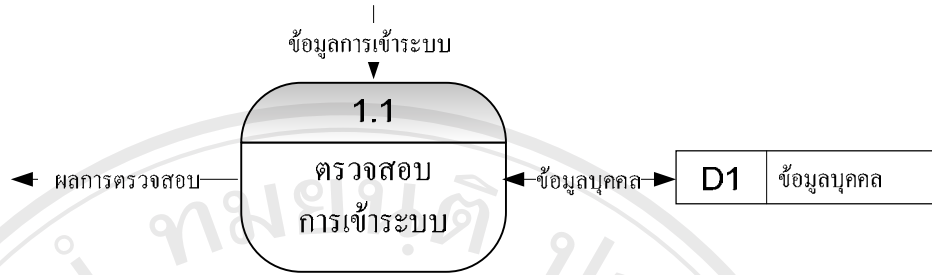 ข้อมูลการเข้าระบบ
1.1
ตรวจสอบ
การเข้าระบบ
ผลการตรวจสอบ
ข้อมูลบุคคล
D1 ข้อมูลบุคคล